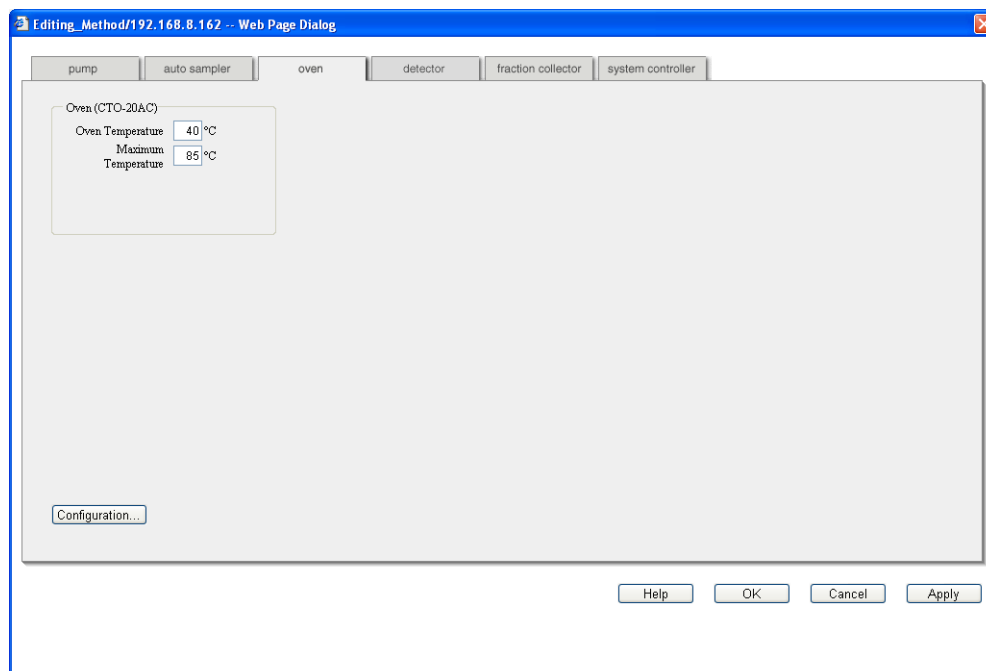 Editing_Method/192.168.8.162 -- Web Page Dialog
pump auto sampler oven detector fraction collector system controller
Oven (CTO-20AC)
Oven Temperature 40 °C
Maximum
Temperature 85 °C
Configuration...
Help OK Cancel Apply